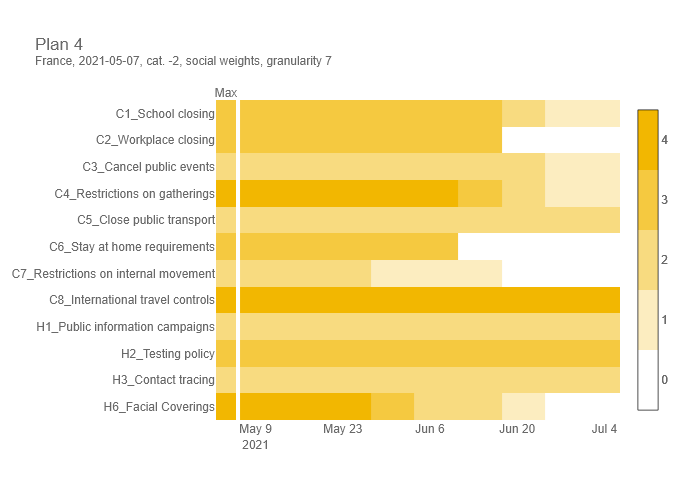 Plan 4
France, 2021-05-07, cat. -2, social weights, granularity 7
Max
C1_School closing
C2_Workplace closing
C3_Cancel public events
C4_Restrictions on gatherings
C5_Close public transport
C6_Stay at home requirements
C7_Restrictions on internal movement
C8_International travel controls
H1_Public information campaigns
H2_Testing policy
H3_Contact tracing
H6_Facial Coverings
May 9 May 23 Jun 6 Jun 20 Jul 4
2021
4
3
2
1
0